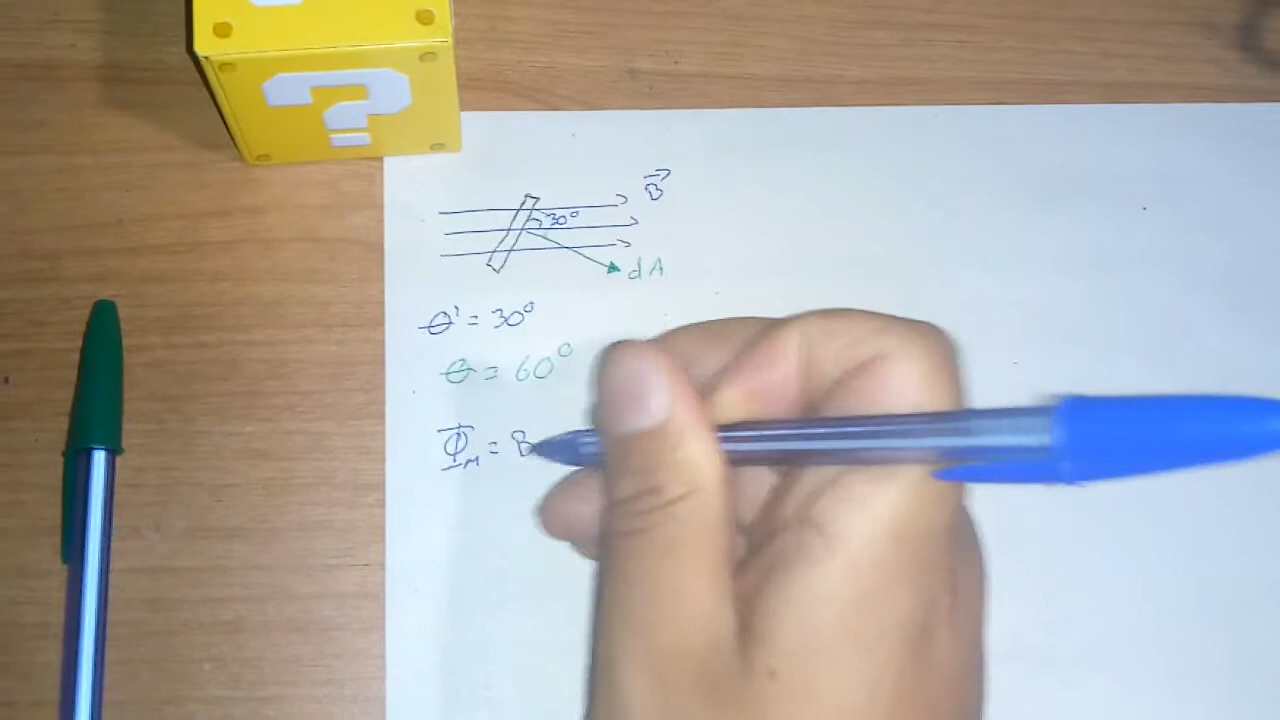 B⃗
30°
dA
θ' = 30°
θ = 60°
Φ_M = B
?